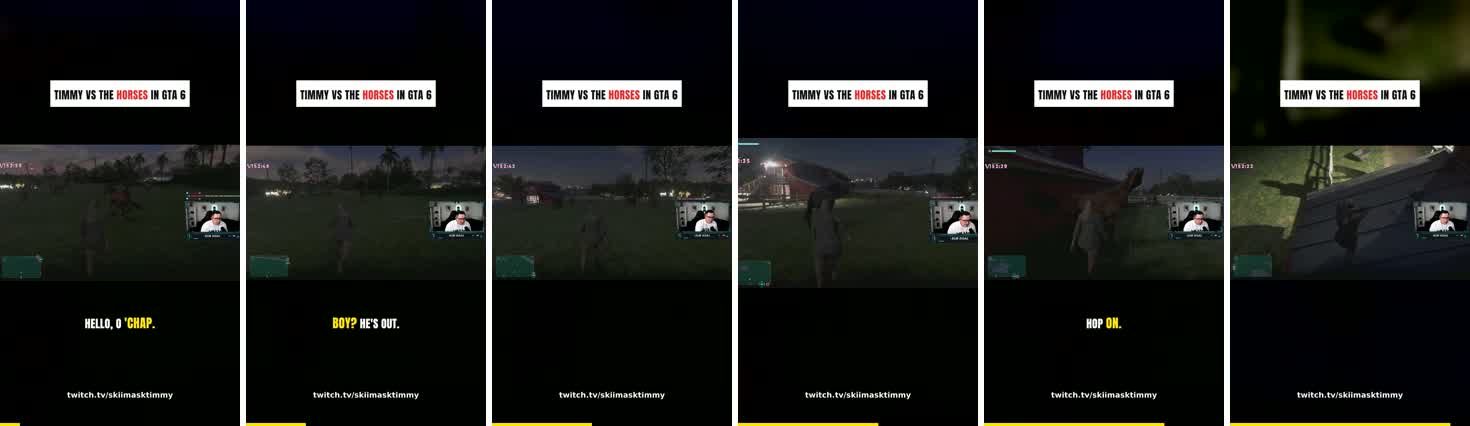 TIMMY VS THE HORSES IN GTA 6
HELLO, O 'CHAP.
twitch.tv/skiimasktimmy
TIMMY VS THE HORSES IN GTA 6
BOY? HE'S OUT.
twitch.tv/skiimasktimmy
TIMMY VS THE HORSES IN GTA 6
twitch.tv/skiimasktimmy
TIMMY VS THE HORSES IN GTA 6
twitch.tv/skiimasktimmy
TIMMY VS THE HORSES IN GTA 6
HOP ON.
twitch.tv/skiimasktimmy
TIMMY VS THE HORSES IN GTA 6
twitch.tv/skiimasktimmy